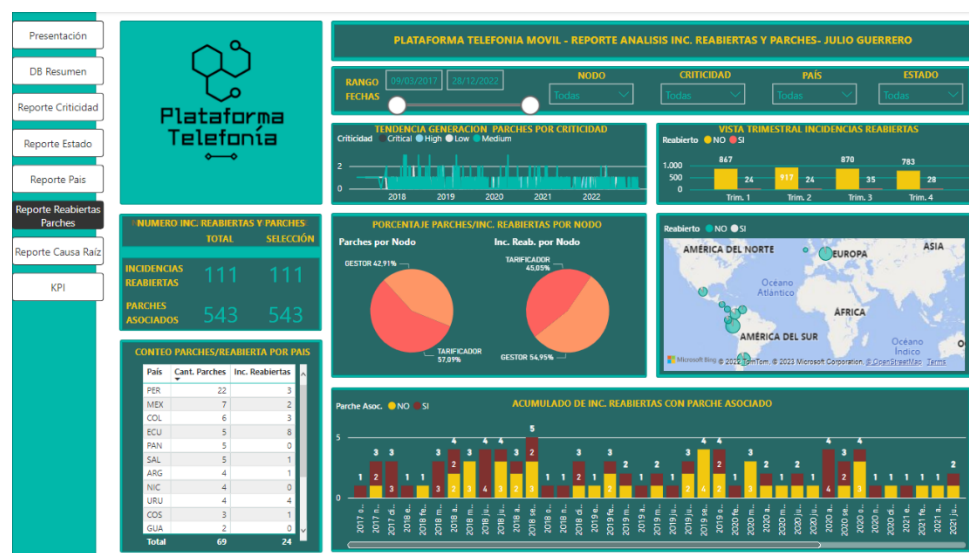 Presentación
DB Resumen
Reporte Criticidad
Reporte Estado
Reporte Pais
Reporte Reabiertas
Parches
Reporte Causa Raíz
KPI
Plataforma
Telefonía
PLATAFORMA TELEFONIA MOVIL - REPORTE ANALISIS INC. REABIERTAS Y PARCHES- JULIO GUERRERO
RANGO
FECHAS
09/03/2017 28/12/2022
NODO
Todas
CRITICIDAD
Todas
PAÍS
Todas
ESTADO
Todas
TENDENCIA GENERACION PARCHES POR CRITICIDAD
Criticidad Critical High Low Medium
2
0
2018 2019 2020 2021 2022
VISTA TRIMESTRAL INCIDENCIAS REABIERTAS
Reabierto NO SI
1.000
500
0
867 24 917 24 870 35 783 28
Trim. 1 Trim. 2 Trim. 3 Trim. 4
NUMERO INC. REABIERTAS Y PARCHES
TOTAL SELECCIÓN
INCIDENCIAS
REABIERTAS
111 111
PARCHES
ASOCIADOS
543 543
PORCENTAJE PARCHES/INC. REABIERTAS POR NODO
Parches por Nodo
GESTOR 42,91%
TARIFICADOR
57,09%
Inc. Reab. por Nodo
TARIFICADOR
45,05%
GESTOR 54,95%
Reabierto NO SI
AMÉRICA DEL NORTE
EUROPA
ASIA
Océano
Atlántico
ÁFRICA
AMÉRICA DEL SUR
Océano
Índico
Microsoft Bing
TomTom, © 2023 Microsoft Corporation, © OpenStreetMap Terms
CONTEO PARCHES/REABIERTA POR PAIS
País Cant. Parches Inc. Reabiertas
PER 22 3
MEX 7 2
COL 6 3
ECU 5 8
PAN 5 0
SAL 5 1
ARG 4 1
NIC 4 0
URU 4 4
COS 3 1
GUA 2 0
Total 69 24
Parche Asoc. NO SI
ACUMULADO DE INC. REABIERTAS CON PARCHE ASOCIADO
5
0